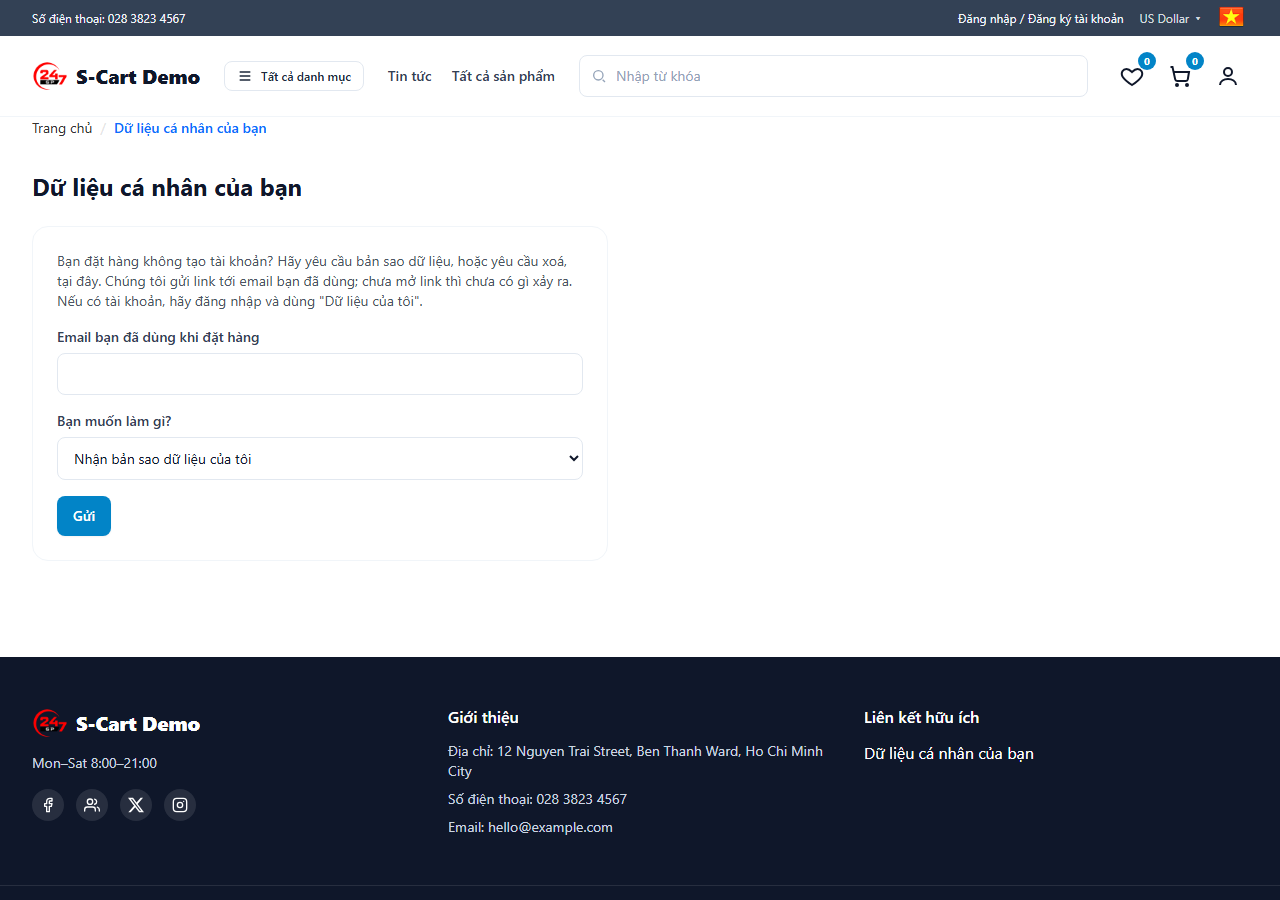 Số điện thoại: 028 3823 4567
Đăng nhập / Đăng ký tài khoản
US Dollar
247
GP
S-Cart Demo
Tất cả danh mục
Tin tức
Tất cả sản phẩm
Nhập từ khóa
0
0
Trang chủ / Dữ liệu cá nhân của bạn
Dữ liệu cá nhân của bạn
Bạn đặt hàng không tạo tài khoản? Hãy yêu cầu bản sao dữ liệu, hoặc yêu cầu xoá,
tại đây. Chúng tôi gửi link tới email bạn đã dùng; chưa mở link thì chưa có gì xảy ra.
Nếu có tài khoản, hãy đăng nhập và dùng "Dữ liệu của tôi".
Email bạn đã dùng khi đặt hàng
Bạn muốn làm gì?
Nhận bản sao dữ liệu của tôi
Gửi
247
GP
S-Cart Demo
Mon–Sat 8:00–21:00
Giới thiệu
Địa chỉ: 12 Nguyen Trai Street, Ben Thanh Ward, Ho Chi Minh
City
Số điện thoại: 028 3823 4567
Email: hello@example.com
Liên kết hữu ích
Dữ liệu cá nhân của bạn